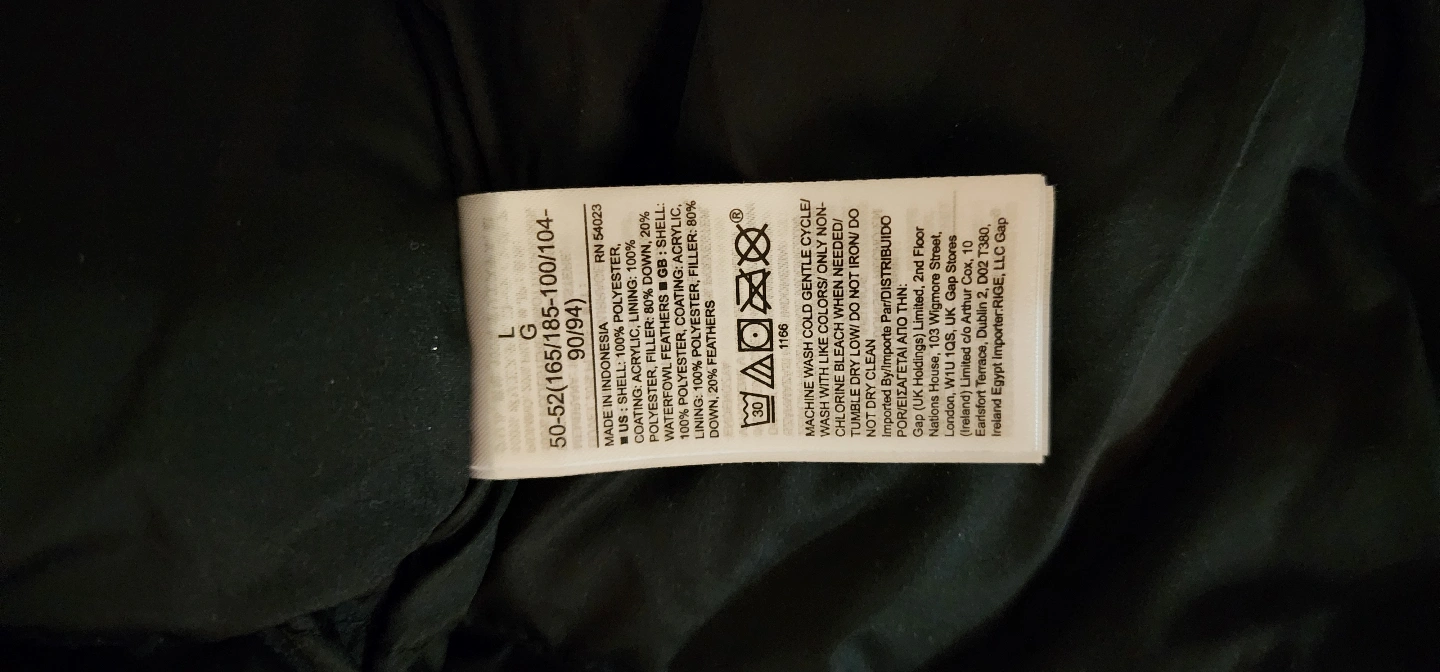 L
G
50-52(165/185-100/104-
90/94)
RN 54023
MADE IN INDONESIA
■ US : SHELL: 100% POLYESTER,
COATING: ACRYLIC, LINING: 100%
POLYESTER, FILLER: 80% DOWN, 20%
WATERFOWL FEATHERS ■ GB : SHELL:
100% POLYESTER, COATING: ACRYLIC,
LINING: 100% POLYESTER, FILLER: 80%
DOWN, 20% FEATHERS
30
®
1166
MACHINE WASH COLD GENTLE CYCLE/
WASH WITH LIKE COLORS/ ONLY NON-
CHLORINE BLEACH WHEN NEEDED/
TUMBLE DRY LOW/ DO NOT IRON/ DO
NOT DRY CLEAN
Imported By/Importe Par/DISTRIBUIDO
POR/ΕΙΣΑΓΕΤΑΙ ΑΠΟ ΤΗΝ:
Gap (UK Holdings) Limited, 2nd Floor
Nations House, 103 Wigmore Street,
London, W1U 1QS, UK Gap Stores
(Ireland) Limited c/o Arthur Cox, 10
Earlsfort Terrace, Dublin 2, D02 T380,
Ireland Egypt Importer:RIGE, LLC Gap